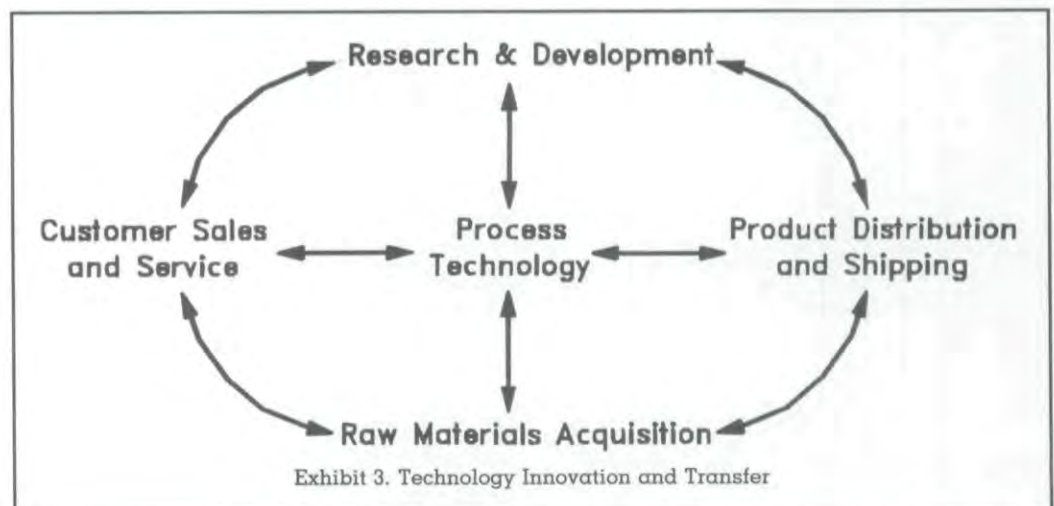 Research & Development
Customer Sales
and Service
Process
Technology
Product Distribution
and Shipping
Raw Materials Acquisition
Exhibit 3. Technology Innovation and Transfer